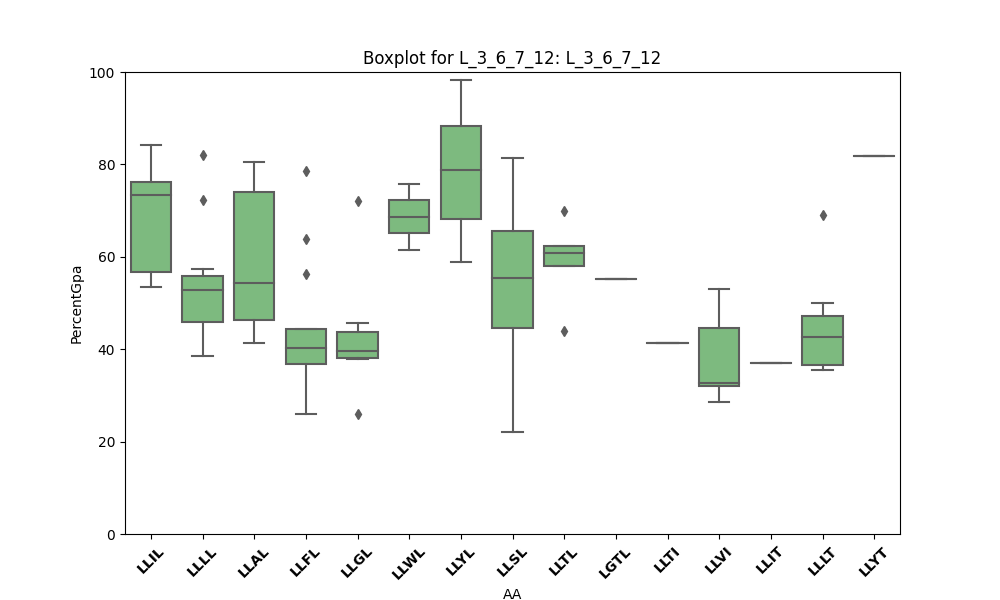 Boxplot for L_3_6_7_12: L_3_6_7_12
100
80
60
40
20
0
PercentGpa
LLIL LLLL LLAL LLFL LLGL LLWL LLYL LLSL LLTL LGTL LLTI LLVI LLIT LLLT LLYT
AA